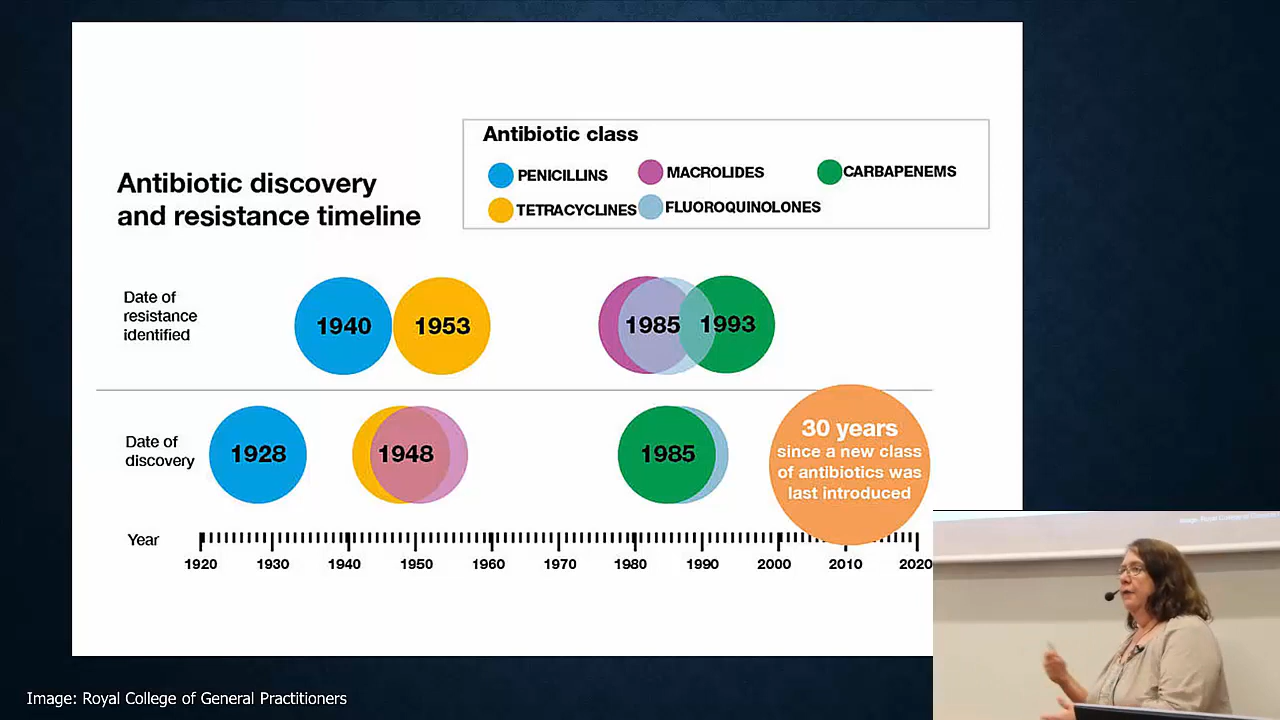 Antibiotic class
PENICILLINS
MACROLIDES
CARBAPENEMS
TETRACYCLINES
FLUOROQUINOLONES
Antibiotic discovery
and resistance timeline
Date of
resistance
identified
1940
1953
1985
1993
Date of
discovery
1928
1948
1985
30 years
since a new class
of antibiotics was
last introduced
Year
1920 1930 1940 1950 1960 1970 1980 1990 2000 2010 2020
Image: Royal College of General Practitioners